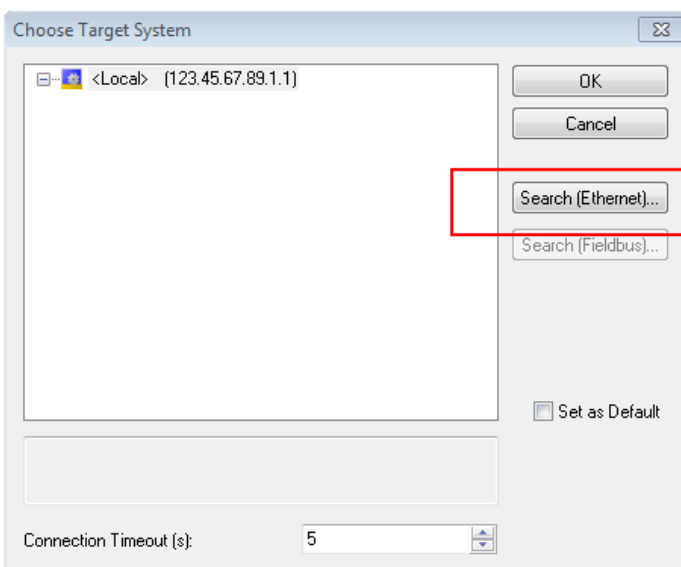 Choose Target System
<Local> (123.45.67.89.1.1)
OK
Cancel
Search (Ethernet)...
Search (Fieldbus)...
Set as Default
Connection Timeout (s):
5